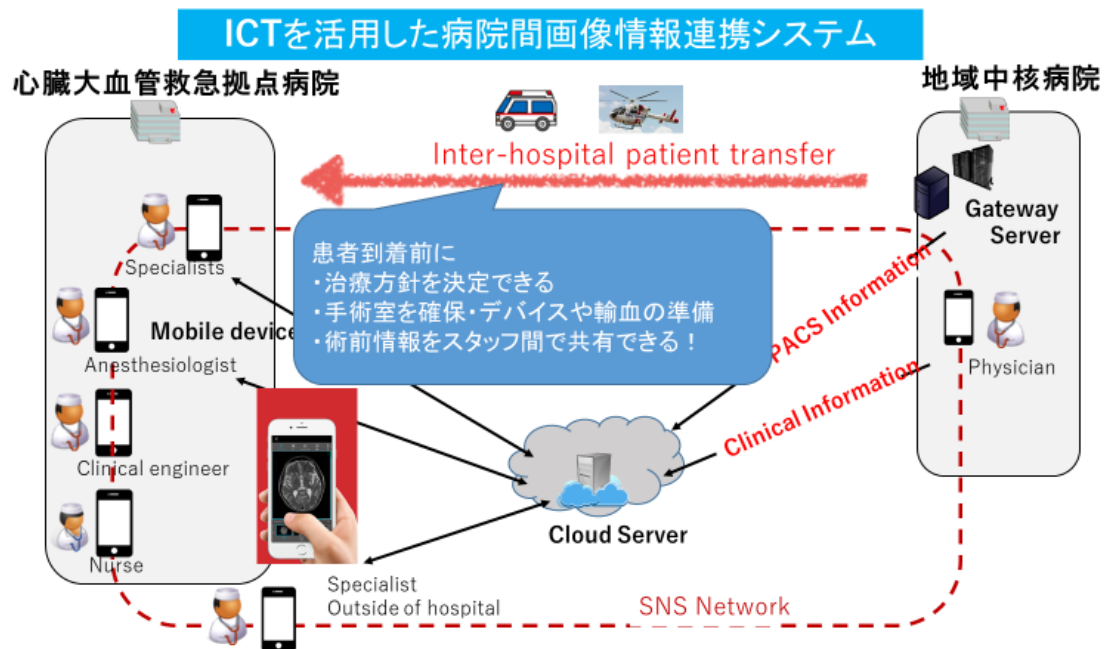 ICTを活用した病院間画像情報連携システム
心臓大血管救急拠点病院
地域中核病院
Inter-hospital patient transfer
Gateway
Server
患者到着前に
・治療方針を決定できる
・手術室を確保・デバイスや輸血の準備
・術前情報をスタッフ間で共有できる！
Specialists
Mobile device
Anesthesiologist
Clinical engineer
Nurse
PACS Information
Clinical Information
Physician
Cloud Server
Specialist
Outside of hospital
SNS Network